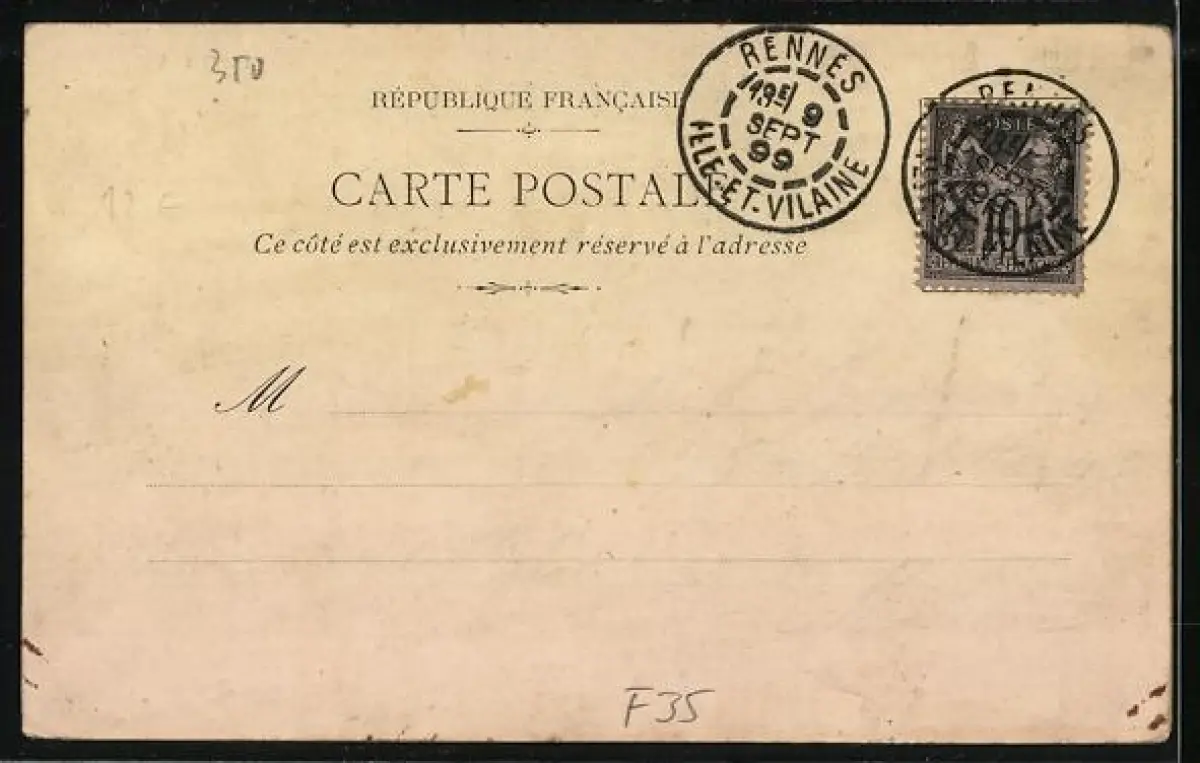 350
RÉPUBLIQUE FRANÇAISE
RENNES
9
SEPT
99
ILLE-ET-VILAINE
POSTE
10
CARTE POSTALE
Ce côté est exclusivement réservé à l'adresse
M
F35